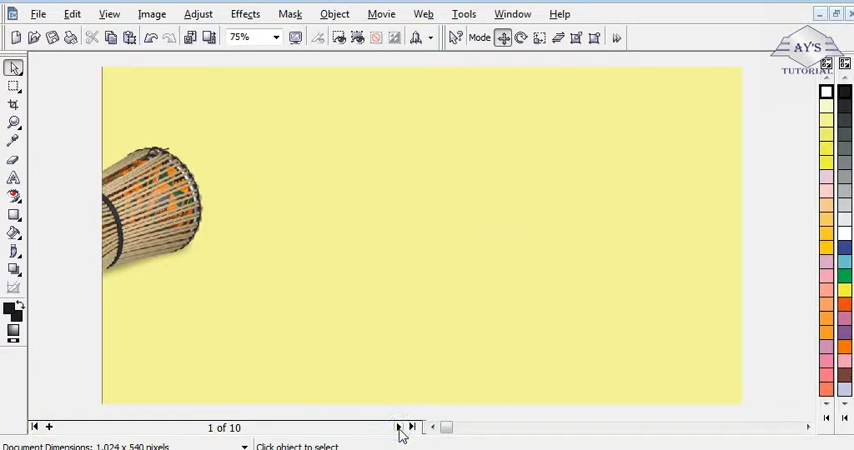 File Edit View Image Adjust Effects Mask Object Movie Web Tools Window Help
75% Mode
AY'S
TUTORIAL
1 of 10
Document Dimensions: 1,024 x 540 pixels Click object to select